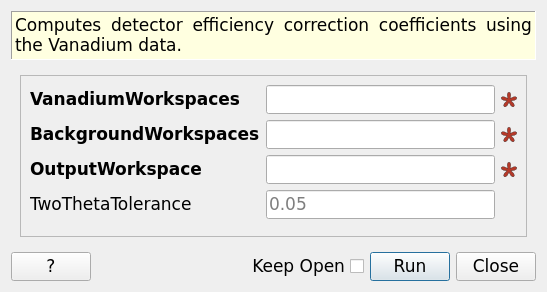 Computes detector efficiency correction coefficients using
the Vanadium data.
VanadiumWorkspaces
BackgroundWorkspaces
OutputWorkspace
TwoThetaTolerance 0.05
? Keep Open Run Close